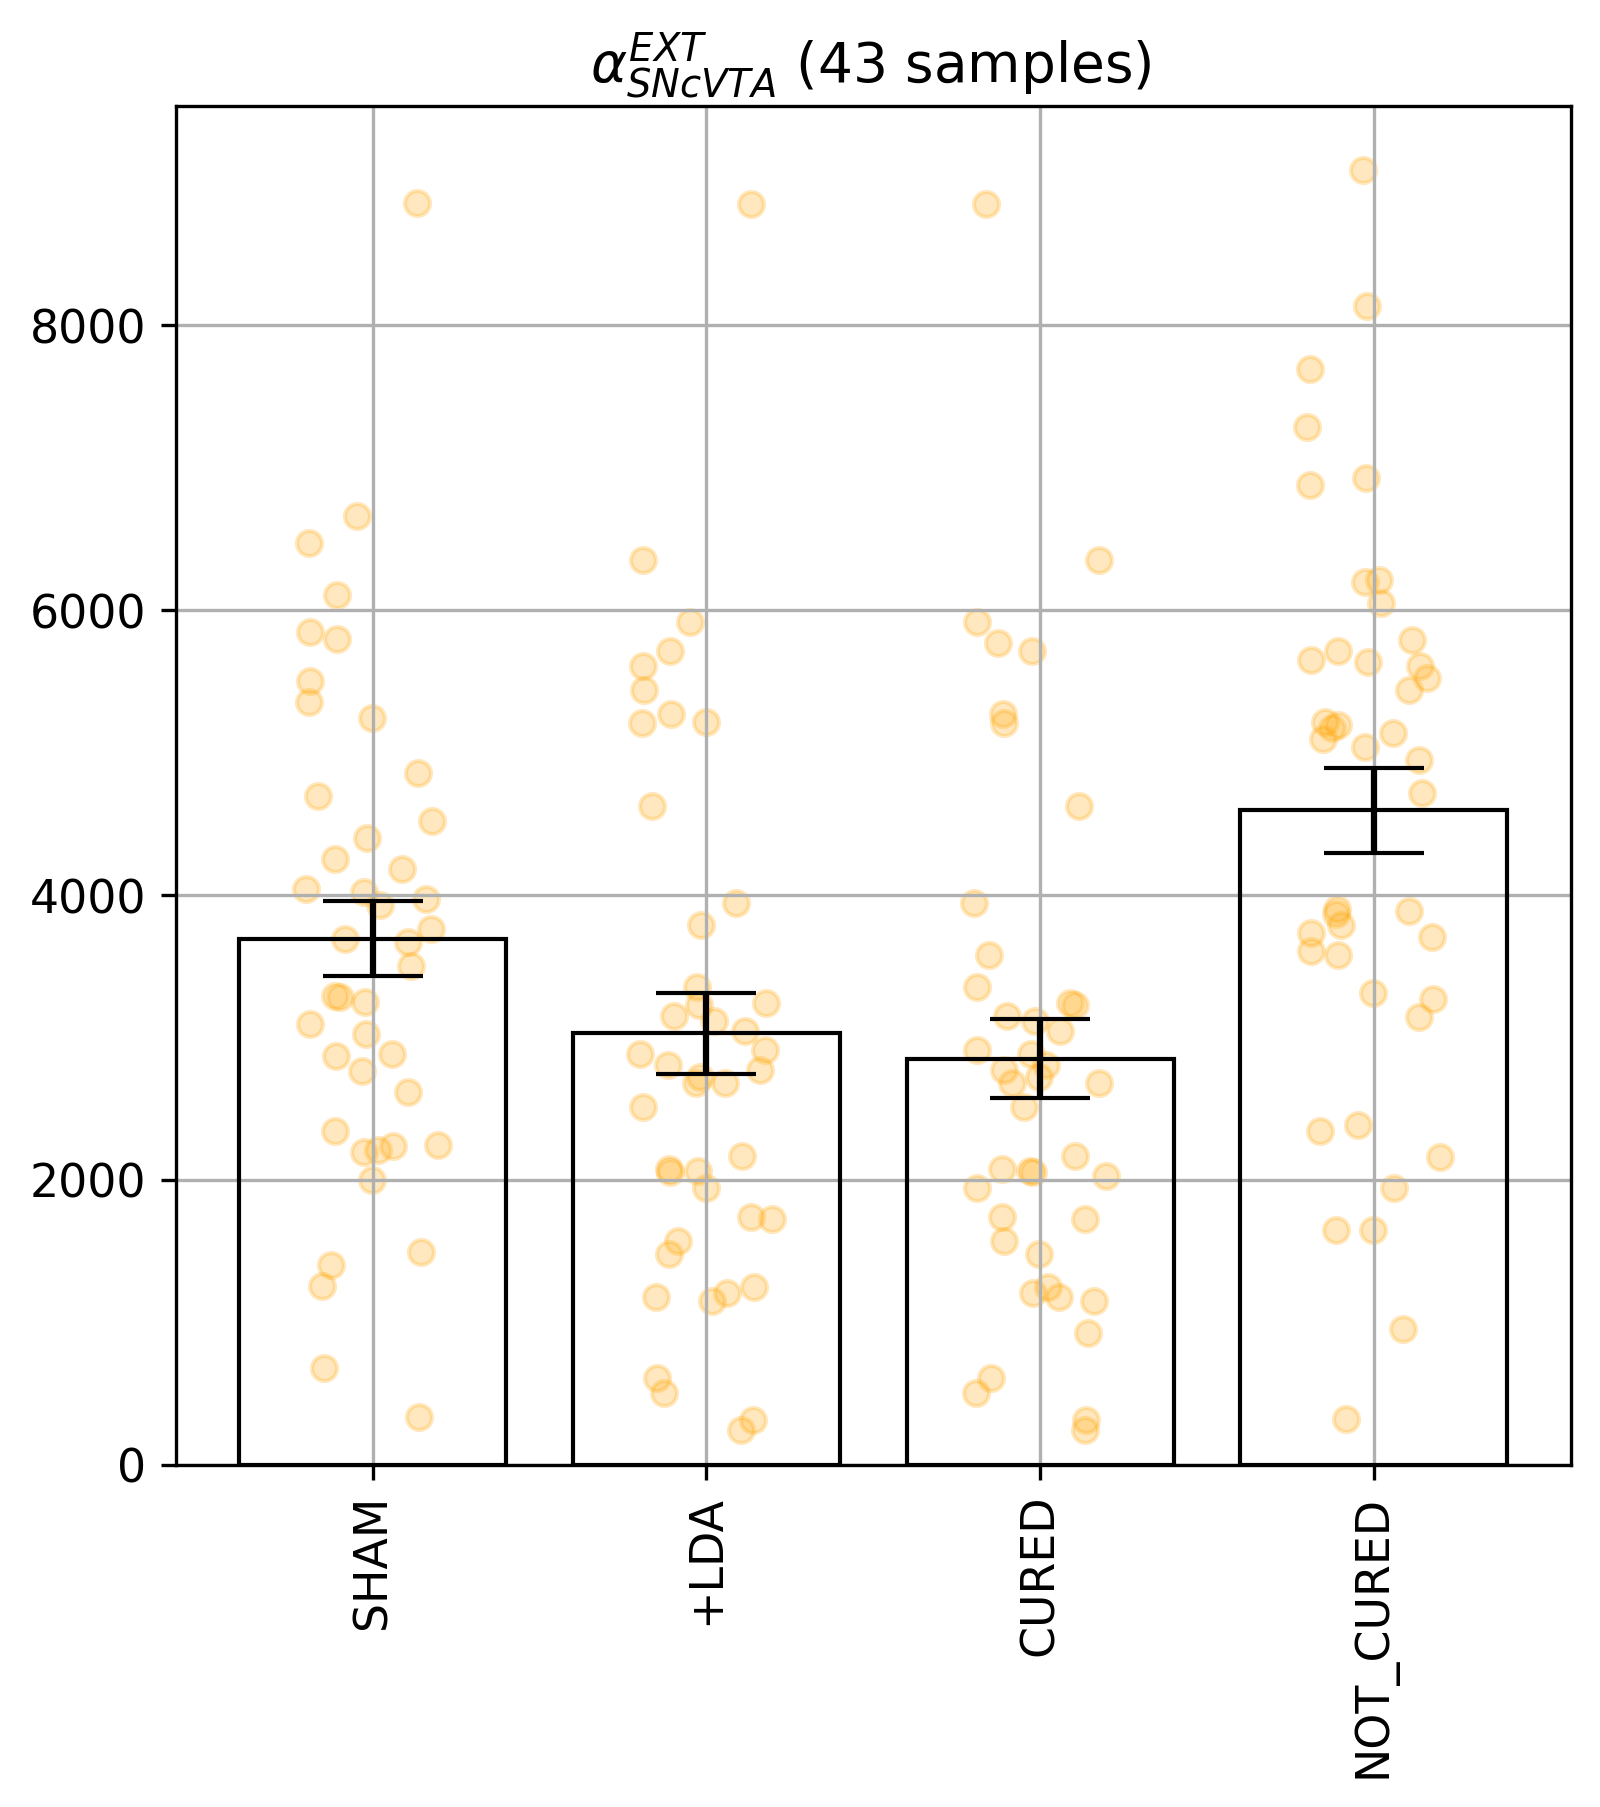 α^{EXT}_{SNcVTA} (43 samples)
8000
6000
4000
2000
0
SHAM
+LDA
CURED
NOT_CURED